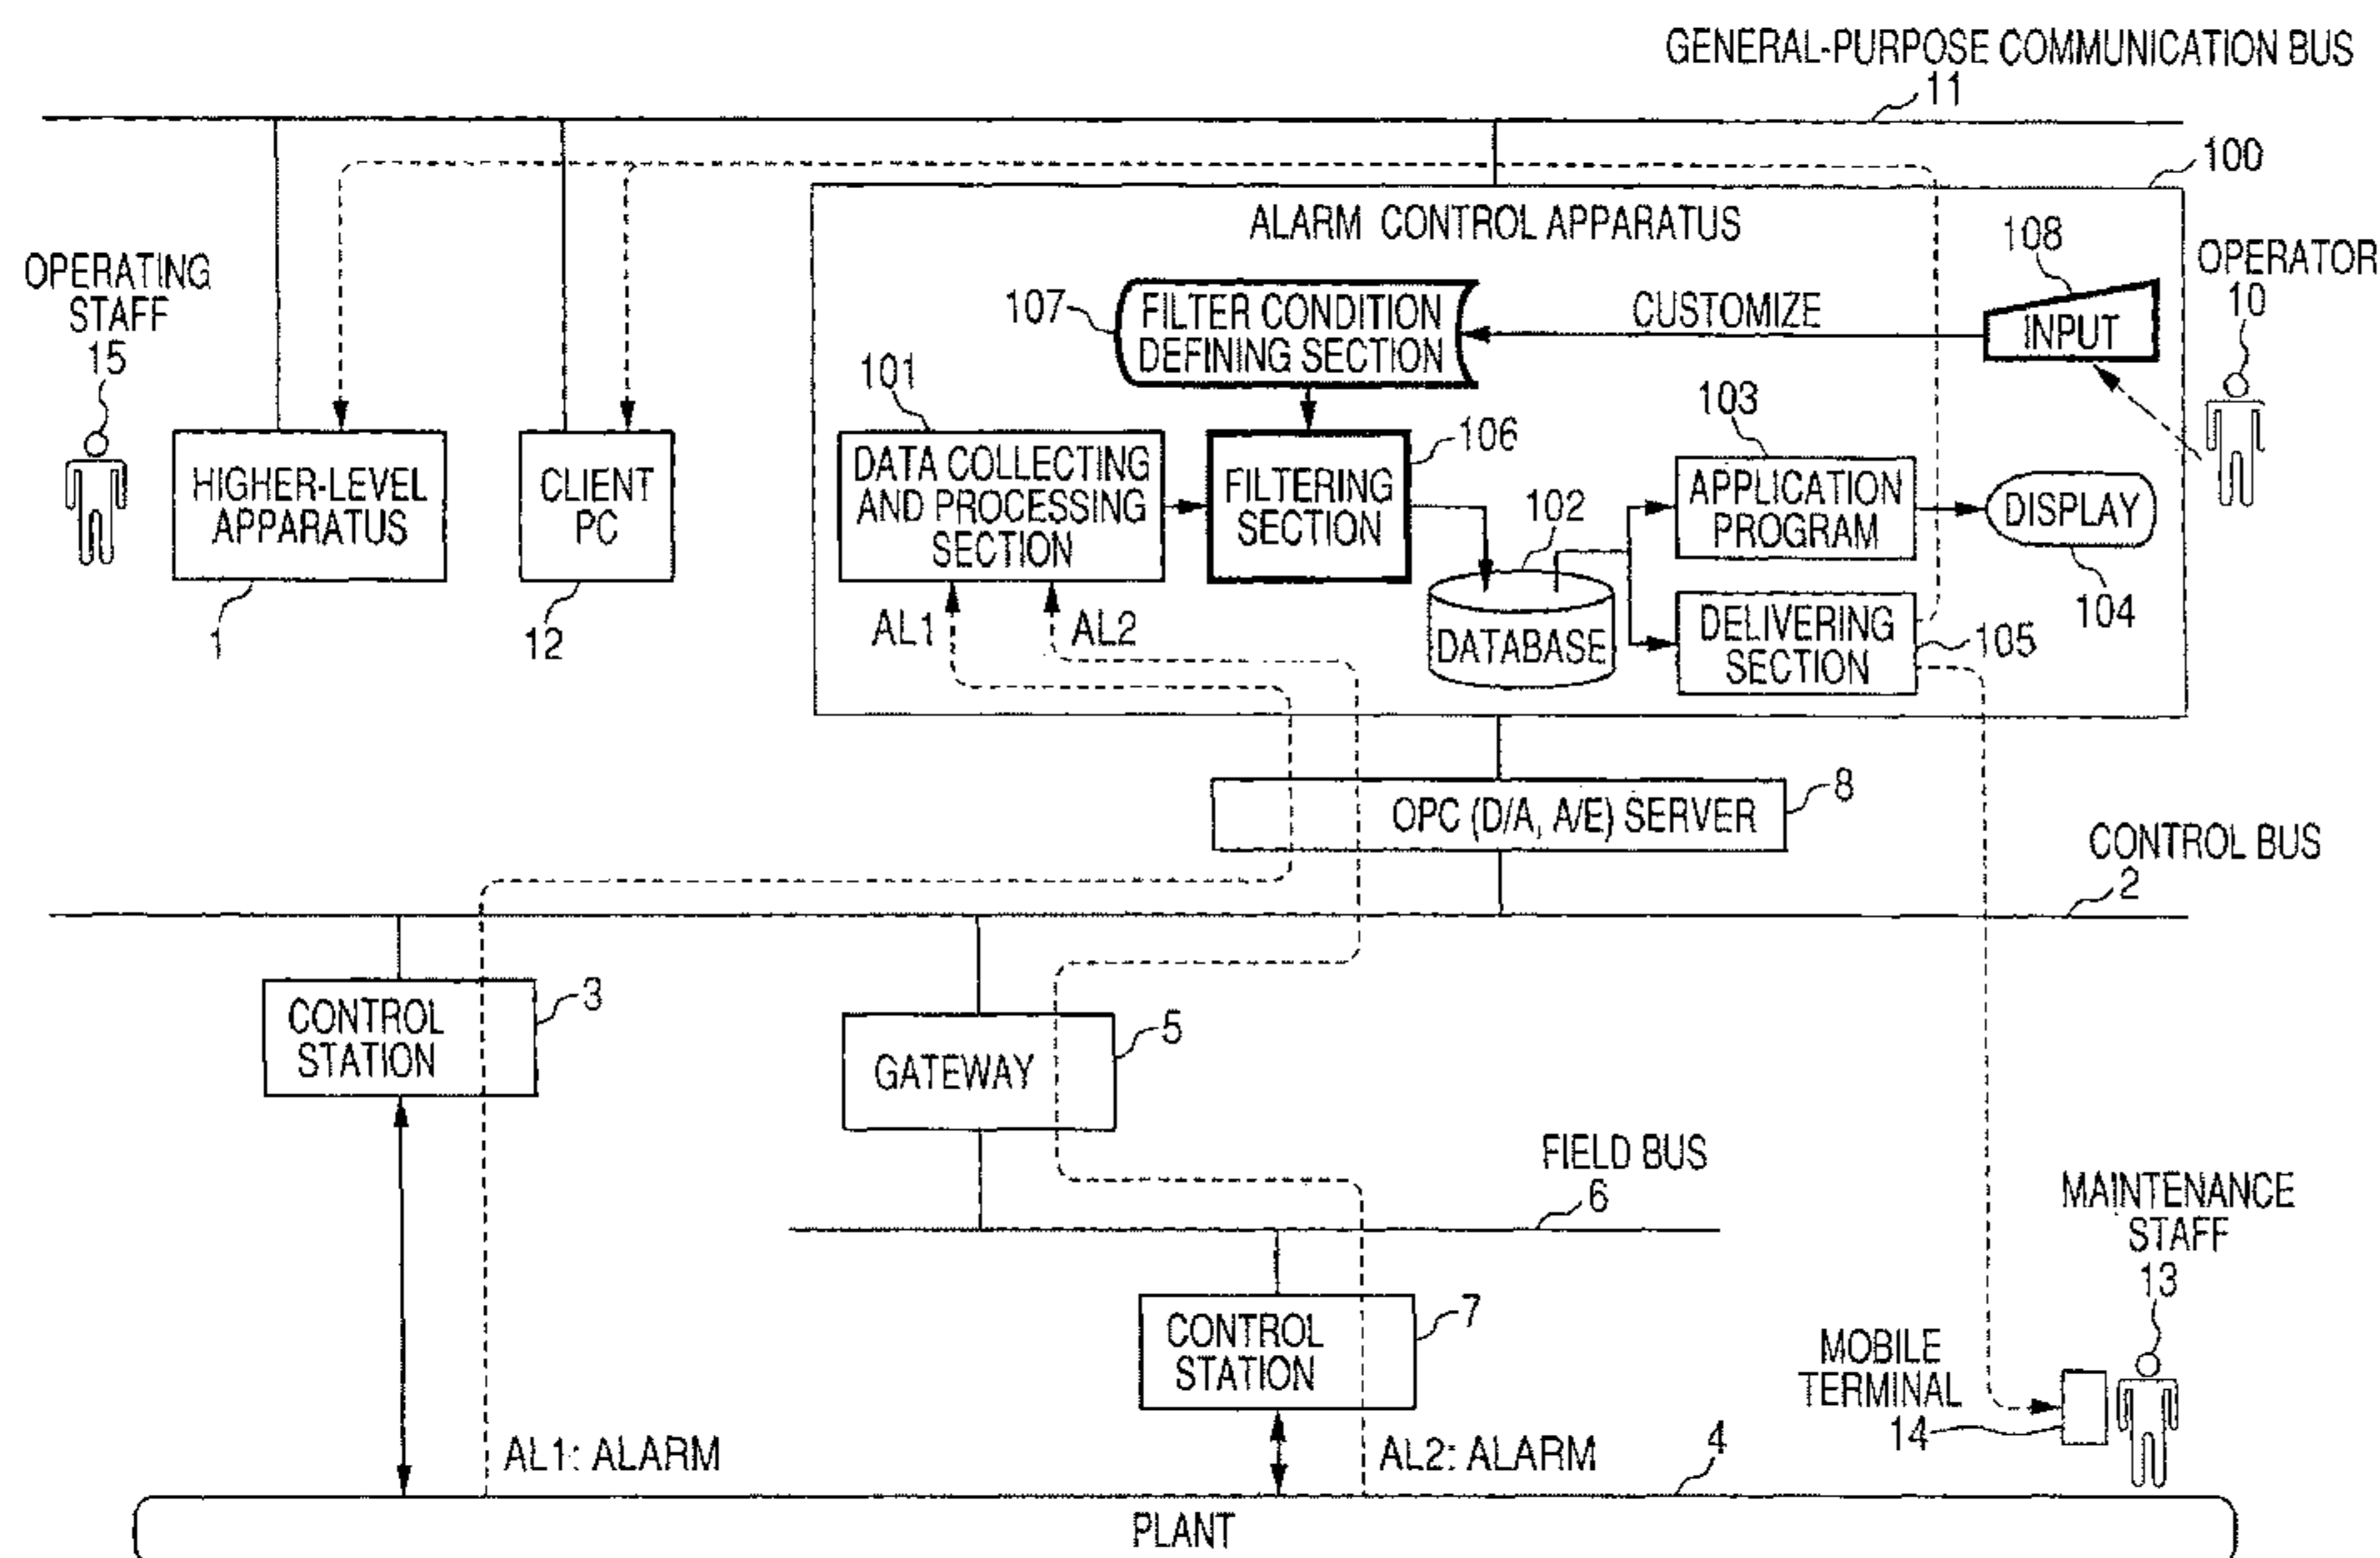 GENERAL-PURPOSE COMMUNICATION BUS
11
100
ALARM CONTROL APPARATUS
108
OPERATOR
10
OPERATING
STAFF
15
107
FILTER CONDITION
DEFINING SECTION
CUSTOMIZE
INPUT
101
103
106
HIGHER-LEVEL
APPARATUS
CLIENT
PC
DATA COLLECTING
AND PROCESSING
SECTION
FILTERING
SECTION
102
APPLICATION
PROGRAM
DISPLAY
1
12
AL1
AL2
DATABASE
DELIVERING
SECTION
104
105
OPC (D/A, A/E) SERVER
8
CONTROL BUS
2
CONTROL
STATION
3
GATEWAY
5
FIELD BUS
6
MAINTENANCE
STAFF
13
CONTROL
STATION
7
MOBILE
TERMINAL
14
AL1: ALARM
AL2: ALARM
4
PLANT